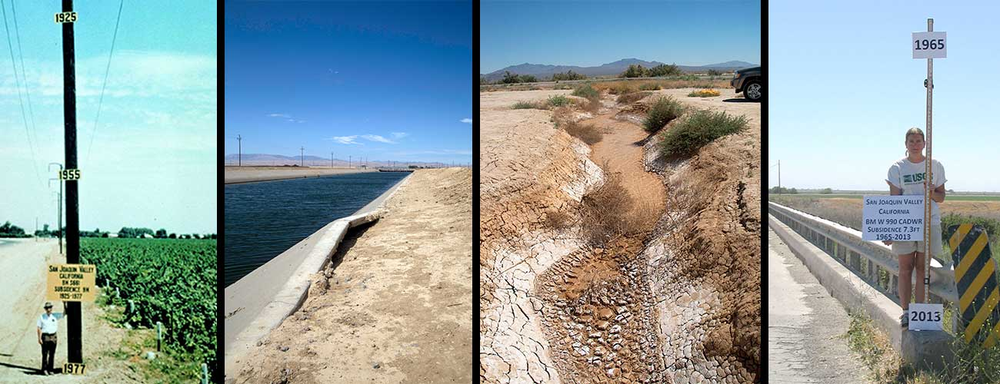 1925
1955
SAN JOAQUIN VALLEY
CALIFORNIA
BM S661
SUBSIDENCE 9M
1925-1977
1977
1965
USGS
SAN JOAQUIN VALLEY
CALIFORNIA
BM W 990 CADWR
SUBSIDENCE 7.3FT
1965-2013
2013